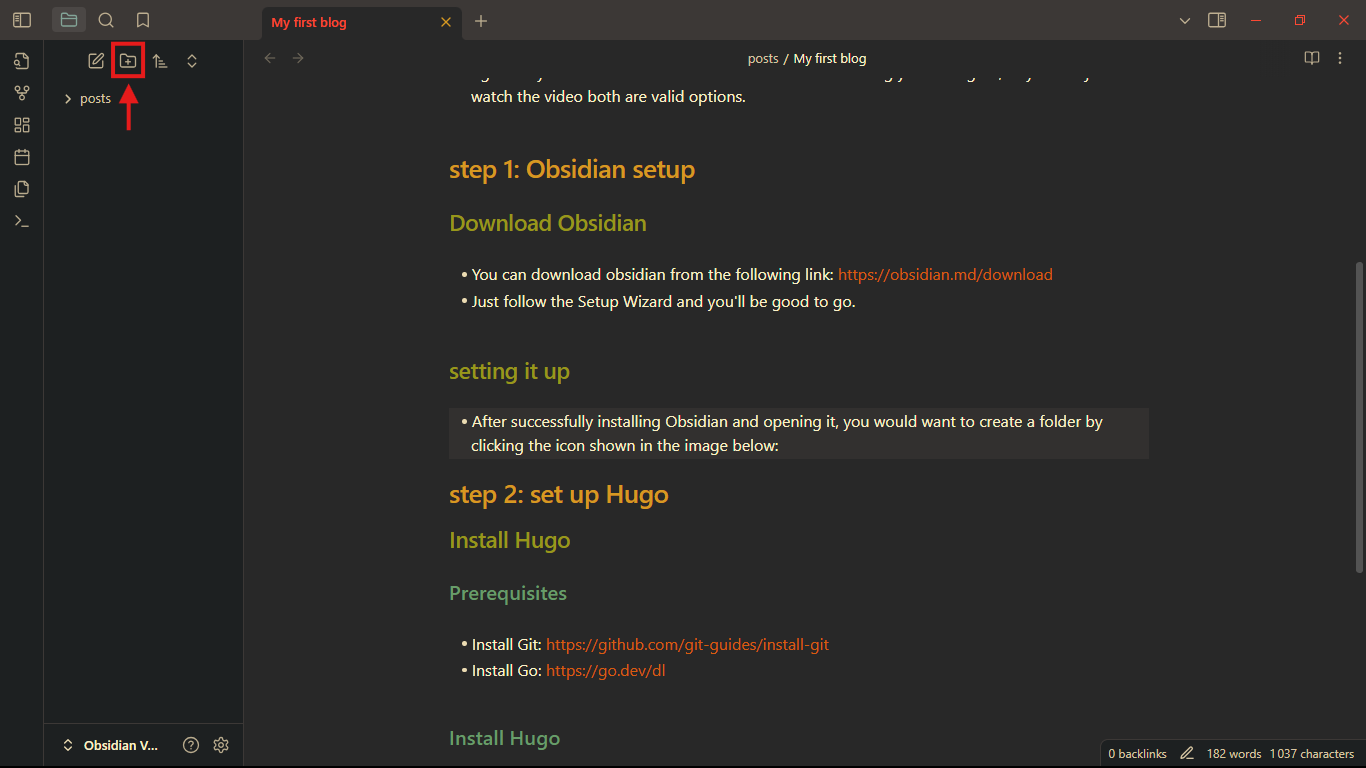 My first blog
posts / My first blog
posts
watch the video both are valid options.
step 1: Obsidian setup
Download Obsidian
• You can download obsidian from the following link: https://obsidian.md/download
• Just follow the Setup Wizard and you'll be good to go.
setting it up
• After successfully installing Obsidian and opening it, you would want to create a folder by
clicking the icon shown in the image below:
step 2: set up Hugo
Install Hugo
Prerequisites
• Install Git: https://github.com/git-guides/install-git
• Install Go: https://go.dev/dl
Install Hugo
Obsidian V...
0 backlinks 182 words 1037 characters